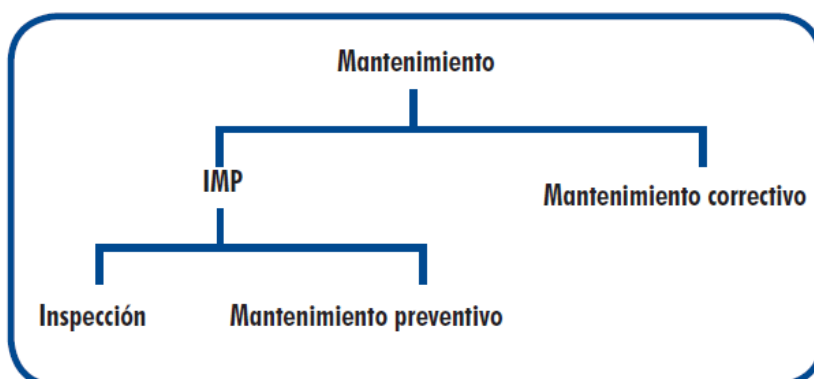 Mantenimiento
IMP
Mantenimiento correctivo
Inspección
Mantenimiento preventivo